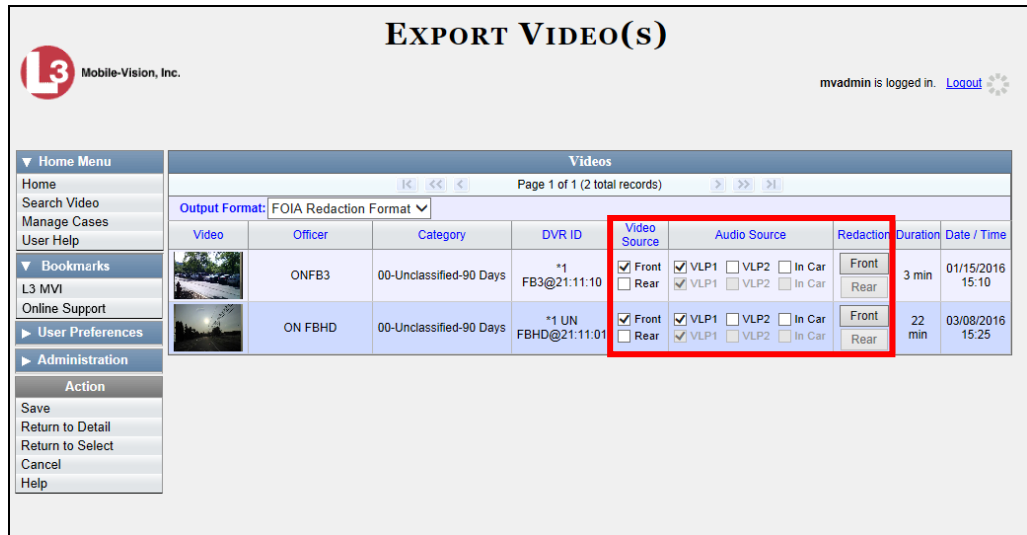 EXPORT VIDEO(S)
L3 Mobile-Vision, Inc.
mvadmin is logged in. Logout
▼ Home Menu
Home
Search Video
Manage Cases
User Help
▼ Bookmarks
L3 MVI
Online Support
▶ User Preferences
▶ Administration
Action
Save
Return to Detail
Return to Select
Cancel
Help
Videos
|< << < Page 1 of 1 (2 total records) > >> >|
Output Format: FOIA Redaction Format
Video Officer Category DVR ID Video Source Audio Source Redaction Duration Date / Time
ONFB3 00-Unclassified-90 Days *1 FB3@21:11:10 Front VLP1 VLP2 In Car Front 3 min 01/15/2016 15:10
Rear VLP1 VLP2 In Car Rear
ON FBHD 00-Unclassified-90 Days *1 UN FBHD@21:11:01 Front VLP1 VLP2 In Car Front 22 min 03/08/2016 15:25
Rear VLP1 VLP2 In Car Rear